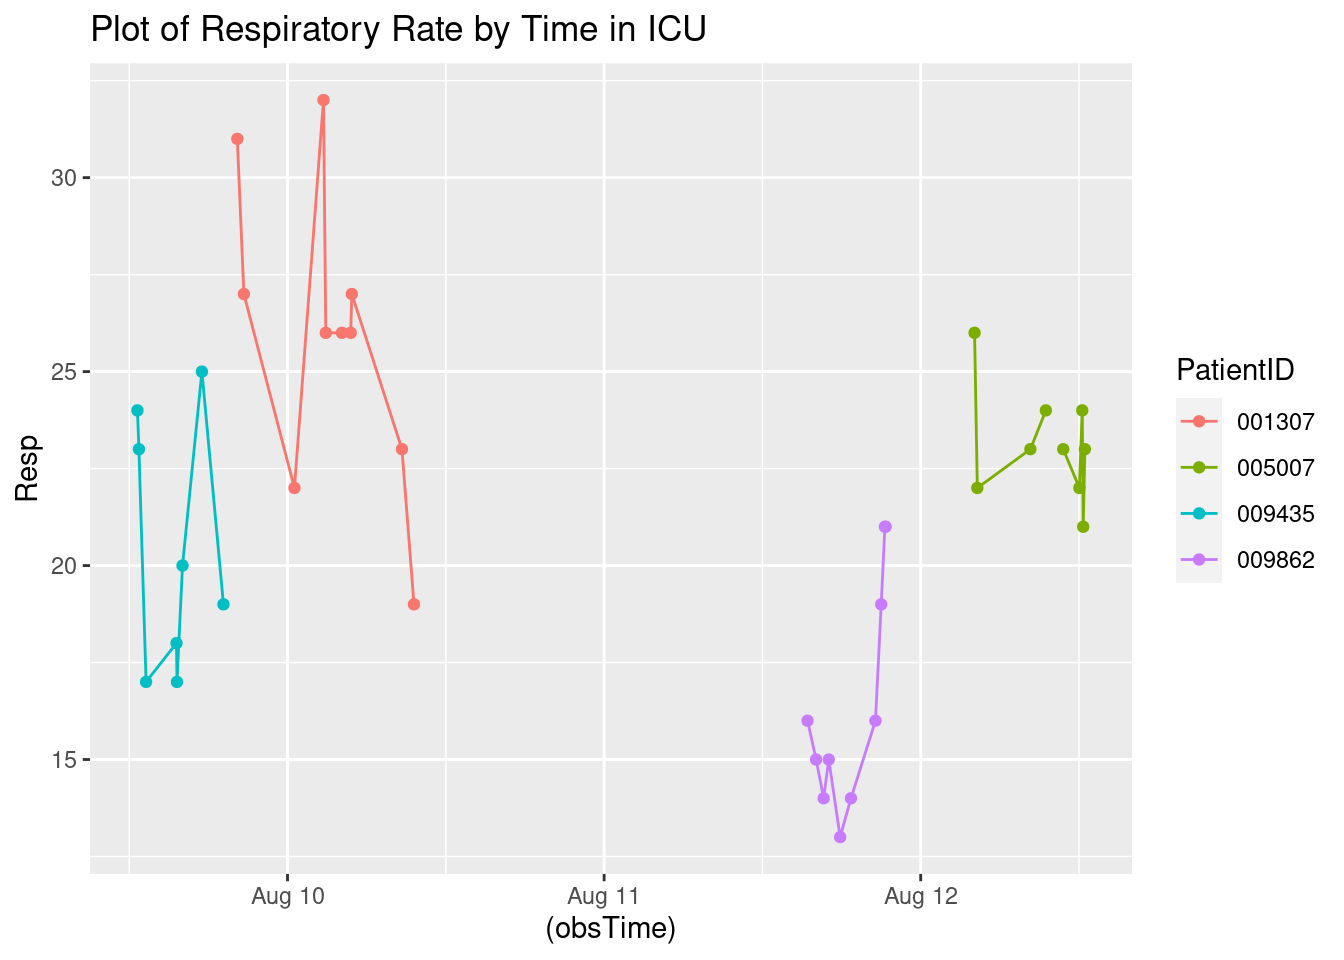 Plot of Respiratory Rate by Time in ICU
30
25
20
15
Resp
Aug 10
Aug 11
Aug 12
(obsTime)
PatientID
001307
005007
009435
009862